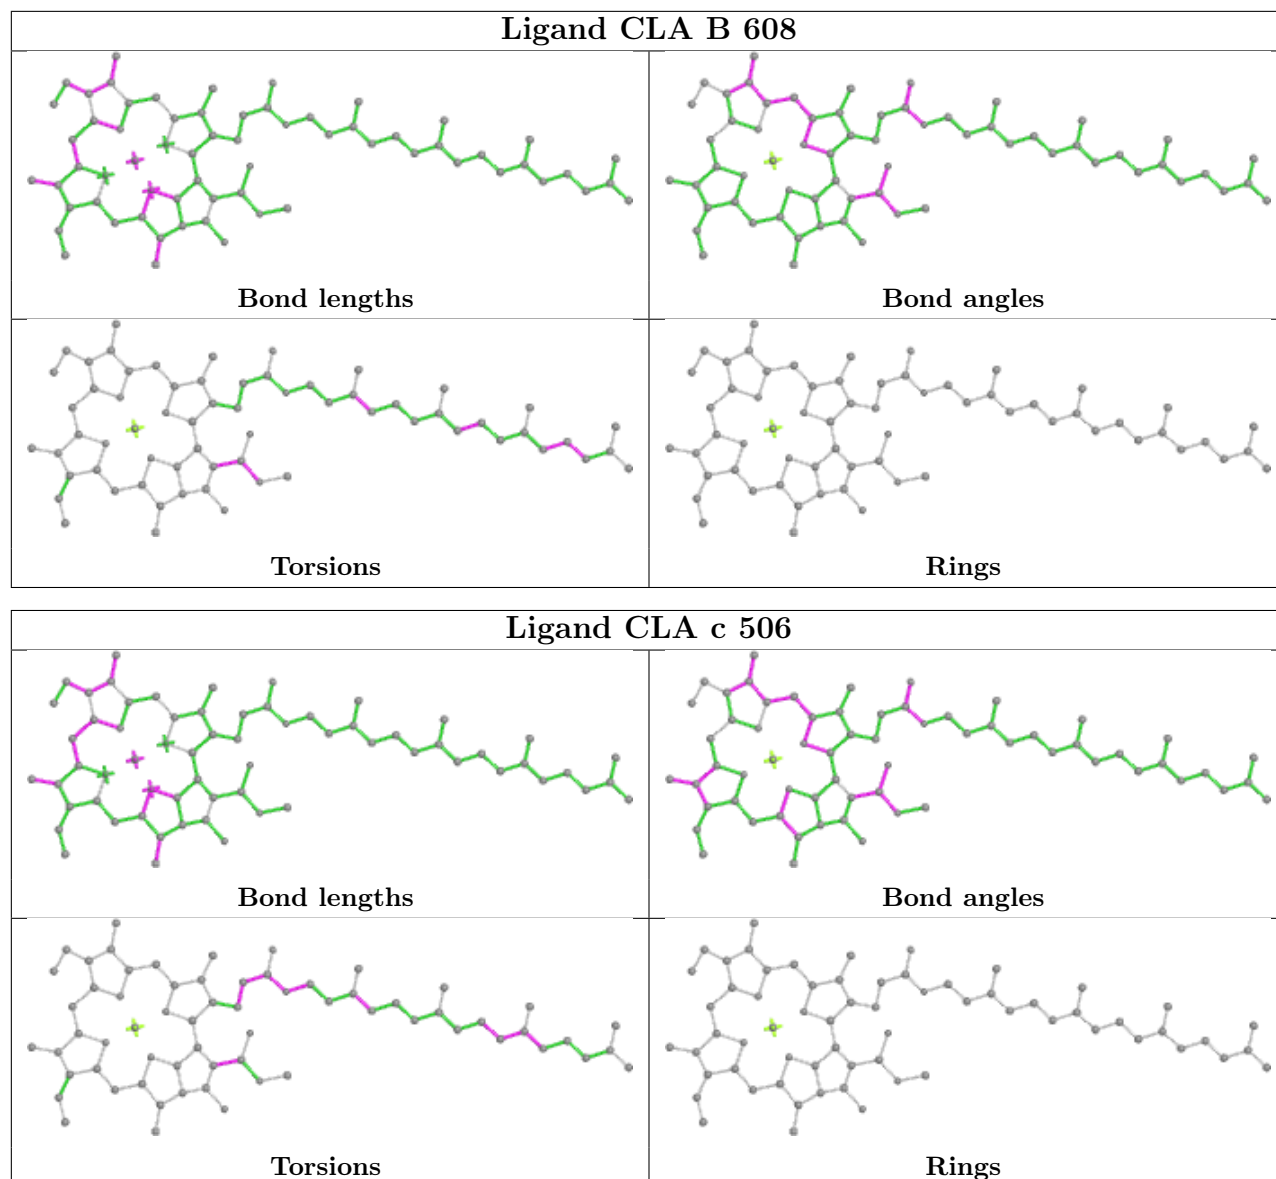 Ligand CLA B 608
Bond lengths
Bond angles
Torsions
Rings
Ligand CLA c 506
Bond lengths
Bond angles
Torsions
Rings